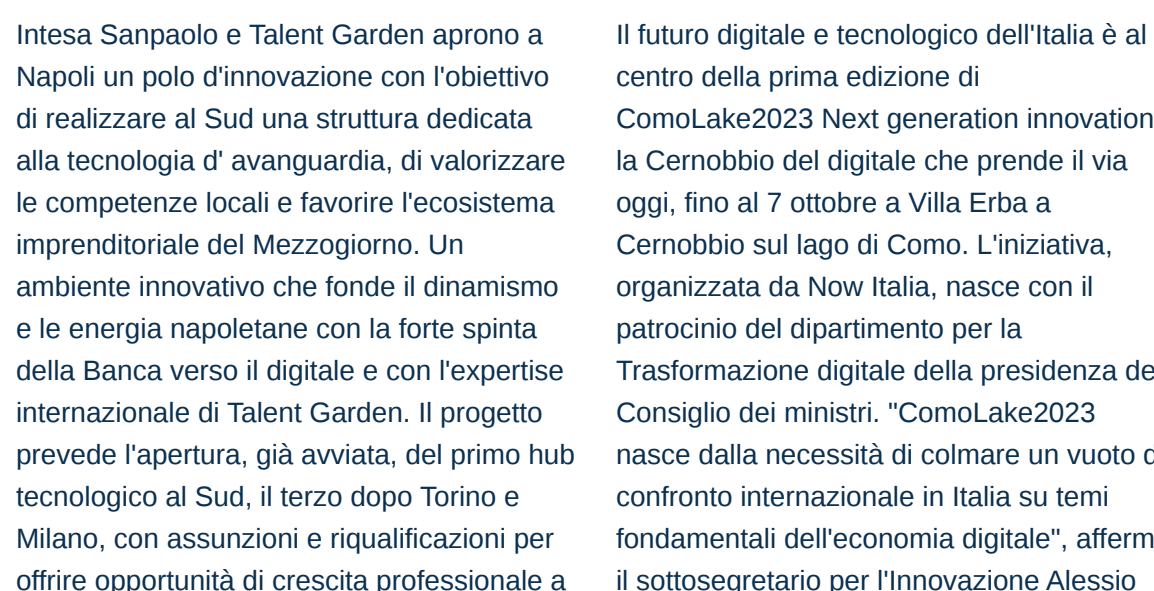 Intesa Sanpaolo e Talent Garden aprono a
Napoli un polo d'innovazione con l'obiettivo
di realizzare al Sud una struttura dedicata
alla tecnologia d' avanguardia, di valorizzare
le competenze locali e favorire l'ecosistema
imprenditoriale del Mezzogiorno. Un
ambiente innovativo che fonde il dinamismo
e le energia napoletane con la forte spinta
della Banca verso il digitale e con l'expertise
internazionale di Talent Garden. Il progetto
prevede l'apertura, già avviata, del primo hub
tecnologico al Sud, il terzo dopo Torino e
Milano, con assunzioni e riqualificazioni per
offrire opportunità di crescita professionale a
Il futuro digitale e tecnologico dell'Italia è al
centro della prima edizione di
ComoLake2023 Next generation innovation
la Cernobbio del digitale che prende il via
oggi, fino al 7 ottobre a Villa Erba a
Cernobbio sul lago di Como. L'iniziativa,
organizzata da Now Italia, nasce con il
patrocinio del dipartimento per la
Trasformazione digitale della presidenza de
Consiglio dei ministri. "ComoLake2023
nasce dalla necessità di colmare un vuoto d
confronto internazionale in Italia su temi
fondamentali dell'economia digitale", afferm
il sottosegretario per l'Innovazione Alessio